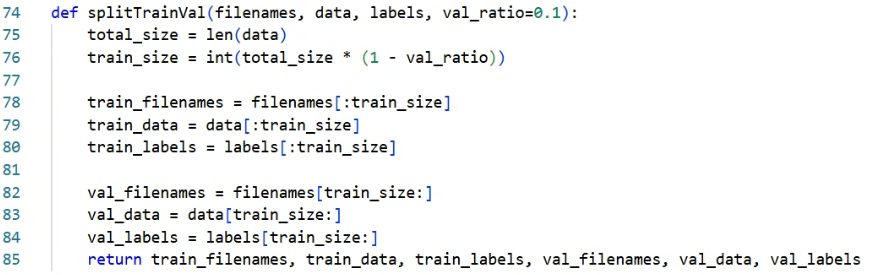 74 def splitTrainVal(filenames, data, labels, val_ratio=0.1):
75     total_size = len(data)
76     train_size = int(total_size * (1 - val_ratio))
77
78     train_filenames = filenames[:train_size]
79     train_data = data[:train_size]
80     train_labels = labels[:train_size]
81
82     val_filenames = filenames[train_size:]
83     val_data = data[train_size:]
84     val_labels = labels[train_size:]
85     return train_filenames, train_data, train_labels, val_filenames, val_data, val_labels